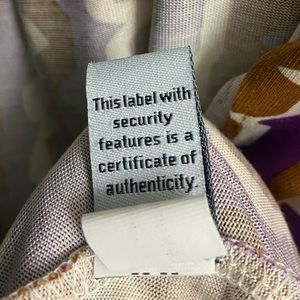 This label with
security
features is a
certificate of
authenticity.